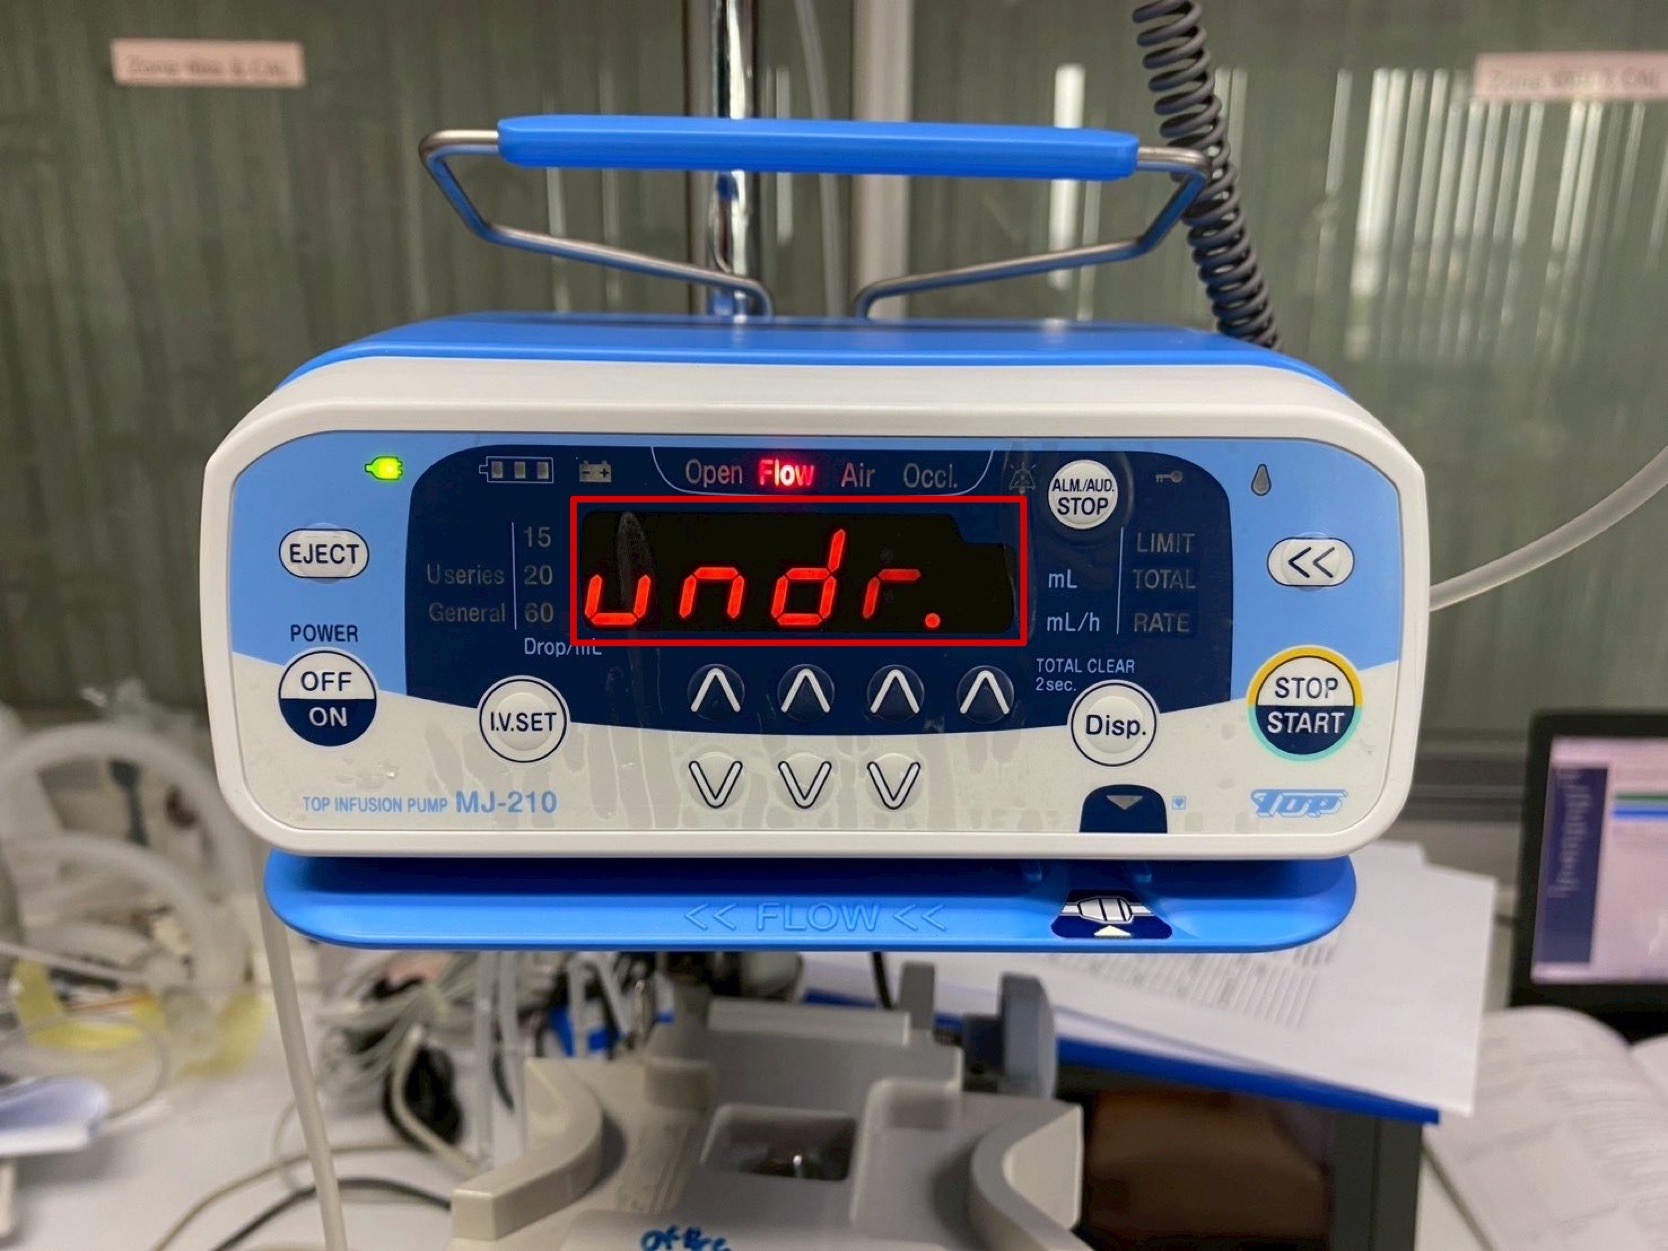 Open Flow Air Occl.
ALM./AUD.
STOP
EJECT
15
U series 20
General 60
Drop/mL
undr.
mL
mL/h
LIMIT
TOTAL
RATE
<<
POWER
OFF
ON
I.V.SET
TOTAL CLEAR
2sec.
Disp.
STOP
START
TOP INFUSION PUMP MJ-210
TOP
<< FLOW <<